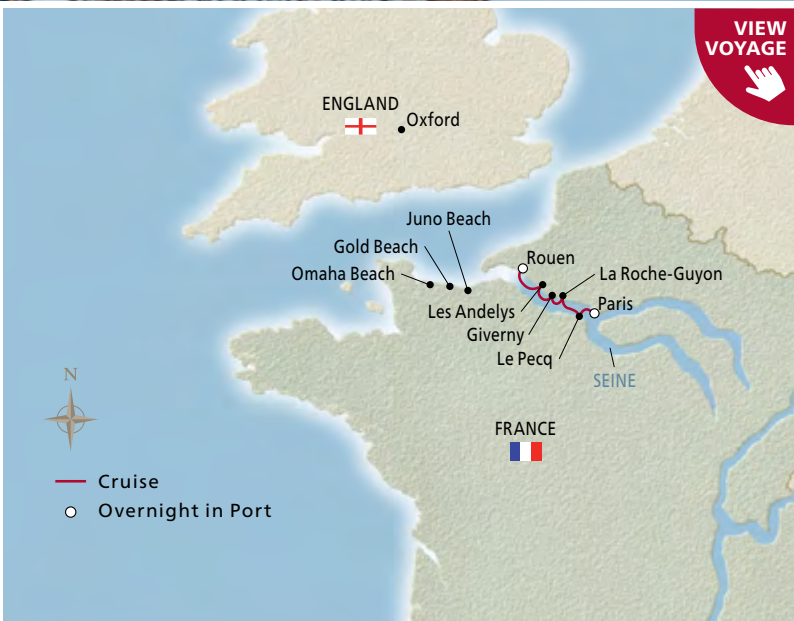 VIEW
VOYAGE
ENGLAND
Oxford
Juno Beach
Gold Beach
Omaha Beach
Rouen
La Roche-Guyon
Les Andelys
Paris
Giverny
Le Pecq
SEINE
N
FRANCE
Cruise
Overnight in Port